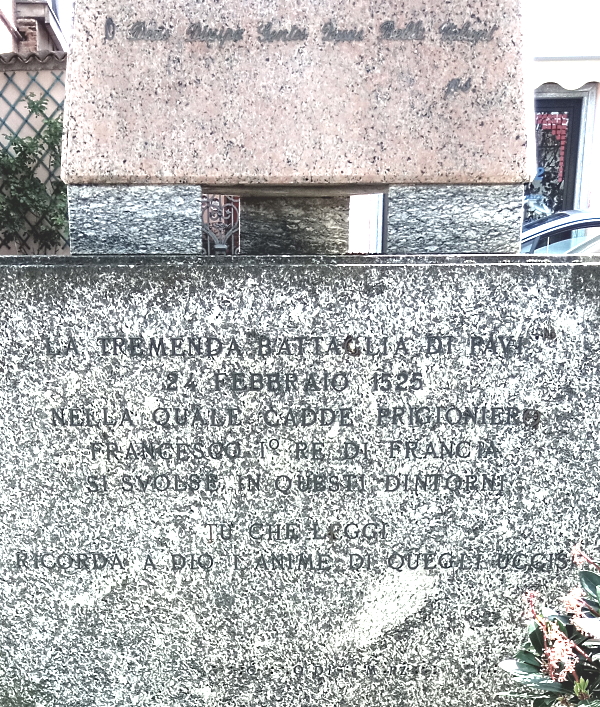 LA TREMENDA BATTAGLIA DI PAVIA
24 FEBBRAIO 1525
NELLA QUALE CADDE PRIGIONIERO
FRANCESCO 1º RE DI FRANCIA
SI SVOLSE IN QUESTI DINTORNI
TU CHE LEGGI
RICORDA A DIO L'ANIME DI QUEGLI UCCISI